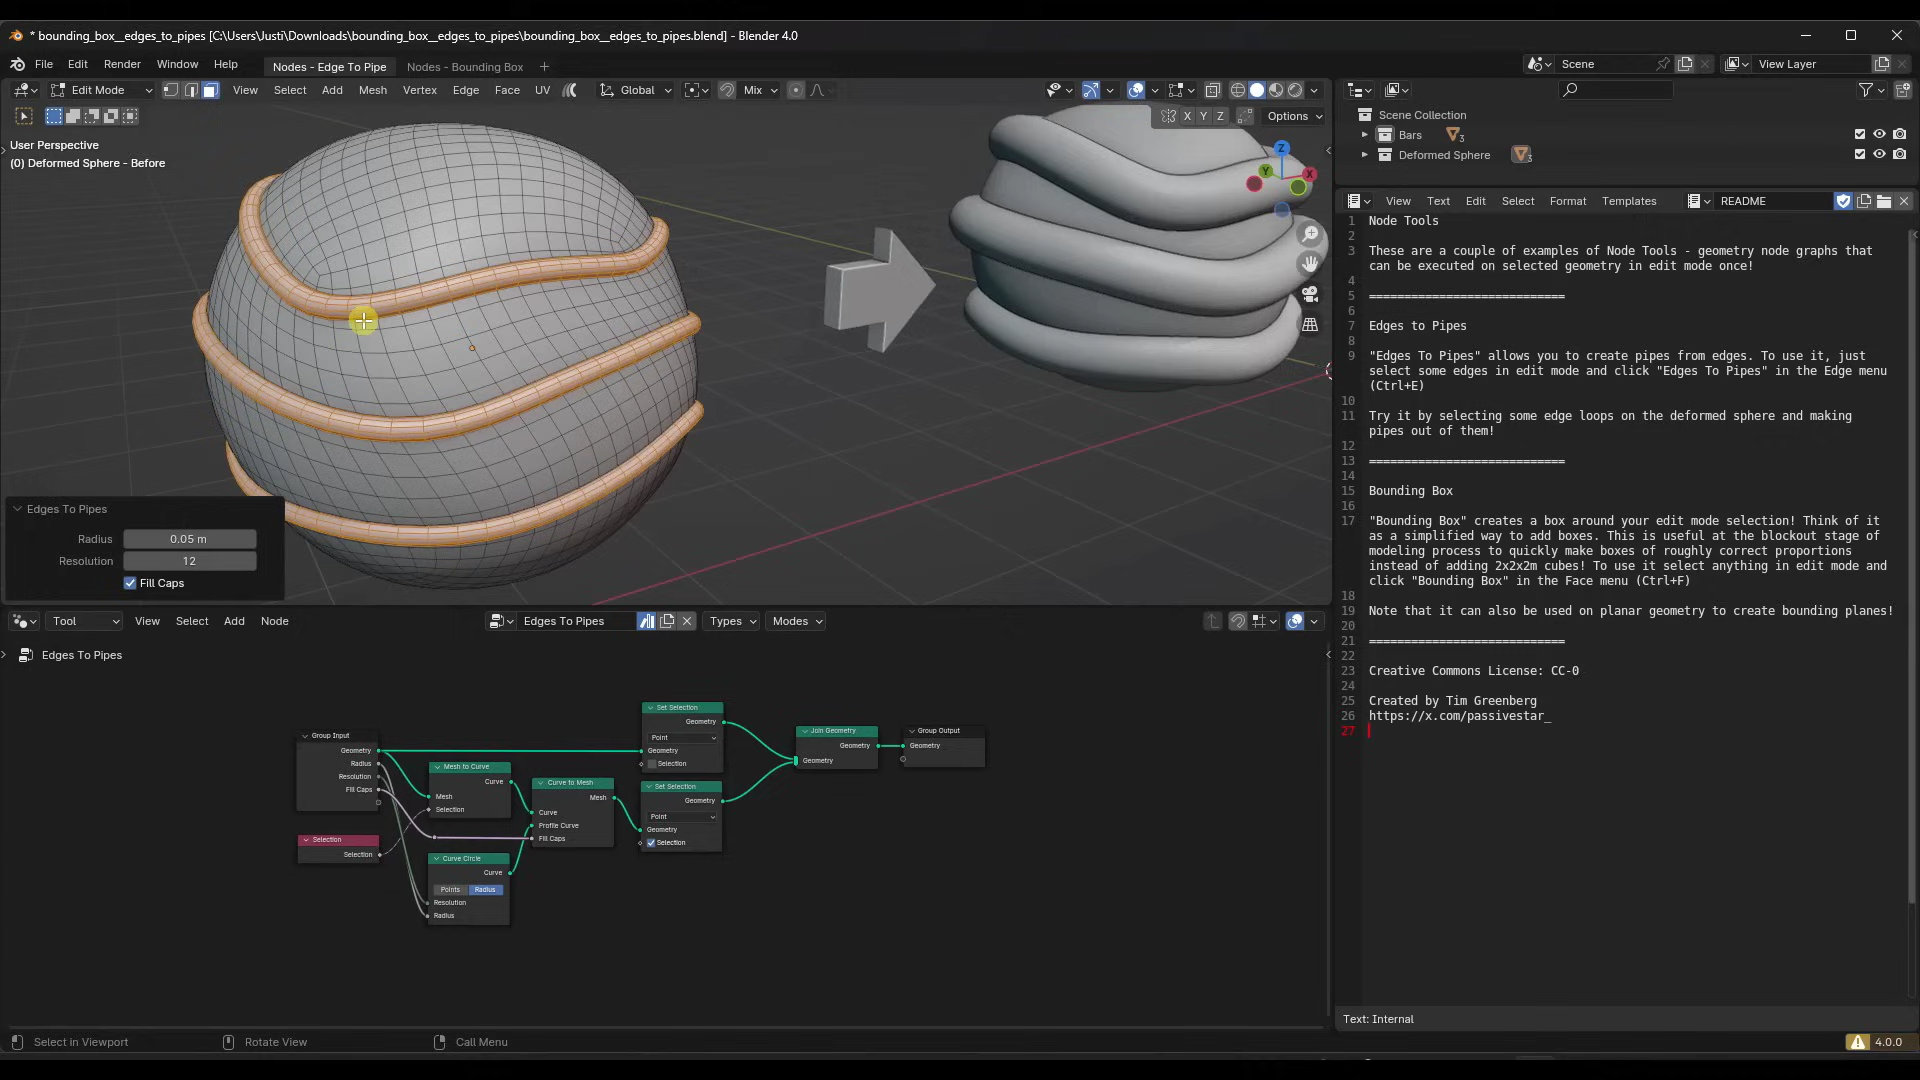 * bounding_box__edges_to_pipes [C:\Users\Justi\Downloads\bounding_box__edges_to_pipes\bounding_box__edges_to_pipes.blend] - Blender 4.0
File Edit Render Window Help
Nodes - Edge To Pipe Nodes - Bounding Box +
Scene
View Layer
Edit Mode View Select Add Mesh Vertex Edge Face UV Global Mix
X Y Z Options
User Perspective
(0) Deformed Sphere - Before
Z
Y X
Edges To Pipes
Radius 0.05 m
Resolution 12
Fill Caps
Scene Collection
Bars 3
Deformed Sphere 3
View Text Edit Select Format Templates README
1 Node Tools
2
3 These are a couple of examples of Node Tools - geometry node graphs that
can be executed on selected geometry in edit mode once!
4
5 ===========================
6
7 Edges to Pipes
8
9 "Edges To Pipes" allows you to create pipes from edges. To use it, just
select some edges in edit mode and click "Edges To Pipes" in the Edge menu
(Ctrl+E)
10
11 Try it by selecting some edge loops on the deformed sphere and making
pipes out of them!
12
13 ===========================
14
15 Bounding Box
16
17 "Bounding Box" creates a box around your edit mode selection! Think of it
as a simplified way to add boxes. This is useful at the blockout stage of
modeling process to quickly make boxes of roughly correct proportions
instead of adding 2x2x2m cubes! To use it select anything in edit mode and
click "Bounding Box" in the Face menu (Ctrl+F)
18
19 Note that it can also be used on planar geometry to create bounding planes!
20
21 ===========================
22
23 Creative Commons License: CC-0
24
25 Created by Tim Greenberg
26 https://x.com/passivestar_
27
Text: Internal
Tool View Select Add Node Edges To Pipes Types Modes
Edges To Pipes
Group Input
Geometry
Radius
Resolution
Fill Caps
Selection
Selection
Mesh to Curve
Curve
Mesh
Selection
Curve Circle
Curve
Points Radius
Resolution
Radius
Curve to Mesh
Mesh
Curve
Profile Curve
Fill Caps
Set Selection
Geometry
Point
Geometry
Selection
Set Selection
Geometry
Point
Geometry
Selection
Join Geometry
Geometry
Geometry
Group Output
Geometry
Select in Viewport Rotate View Call Menu
4.0.0